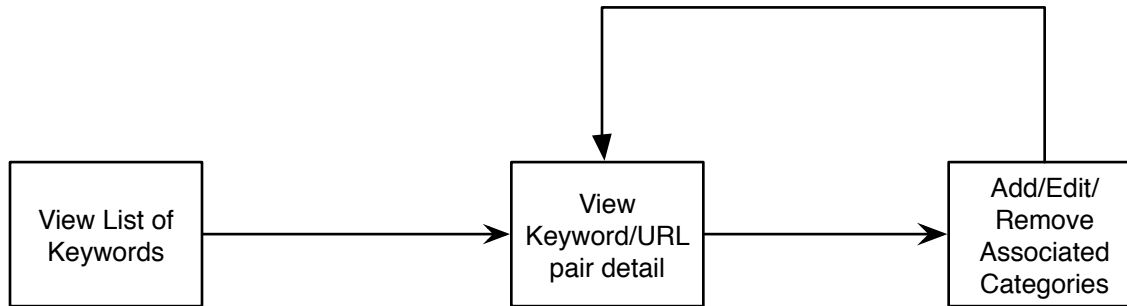 View List of
Keywords
View
Keyword/URL
pair detail
Add/Edit/
Remove
Associated
Categories